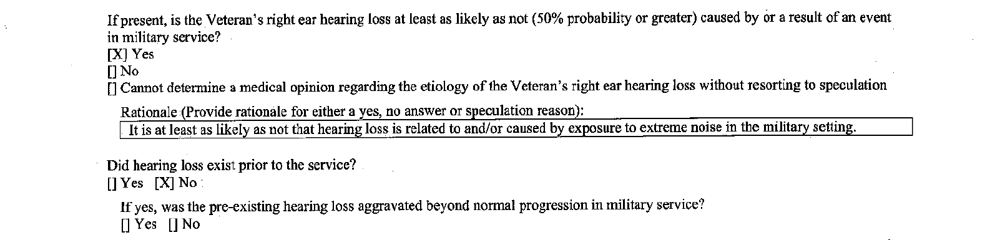 If present, is the Veteran's right ear hearing loss at least as likely as not (50% probability or greater) caused by or a result of an event
in military service?
[X] Yes
[] No
[] Cannot determine a medical opinion regarding the etiology of the Veteran's right ear hearing loss without resorting to speculation
Rationale (Provide rationale for either a yes, no answer or speculation reason):
It is at least as likely as not that hearing loss is related to and/or caused by exposure to extreme noise in the military setting.
Did hearing loss exist prior to the service?
[] Yes [X] No
If yes, was the pre-existing hearing loss aggravated beyond normal progression in military service?
[] Yes [] No